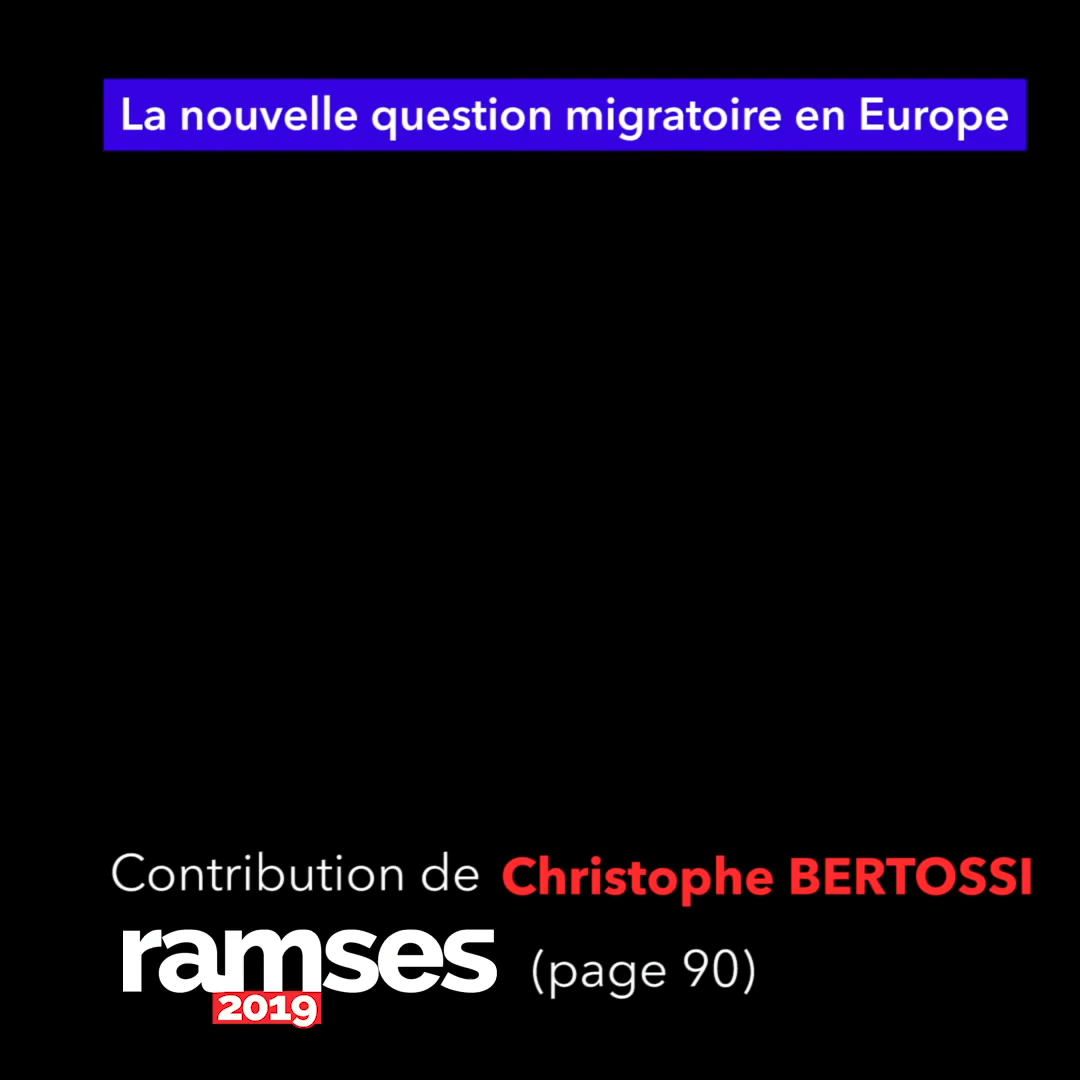 La nouvelle question migratoire en Europe
Contribution de Christophe BERTOSSI
ramses (page 90)
2019